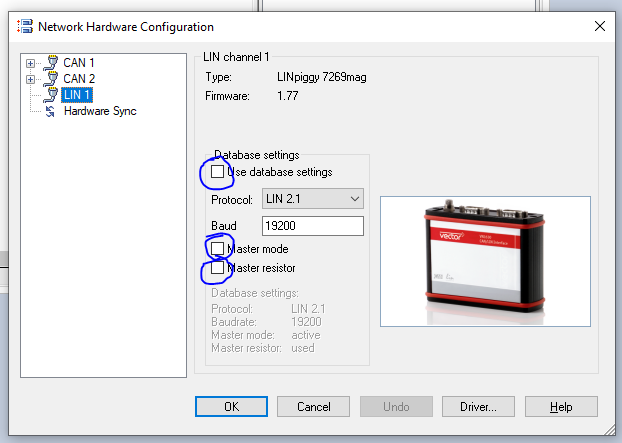 Network Hardware Configuration
CAN 1
CAN 2
LIN 1
Hardware Sync
LIN channel 1
Type: LINpiggy 7269mag
Firmware: 1.77
Database settings
Use database settings
Protocol: LIN 2.1
Baud 19200
Master mode
Master resistor
Database settings:
Protocol: LIN 2.1
Baudrate: 19200
Master mode: active
Master resistor: used
vector
OK Cancel Undo Driver... Help